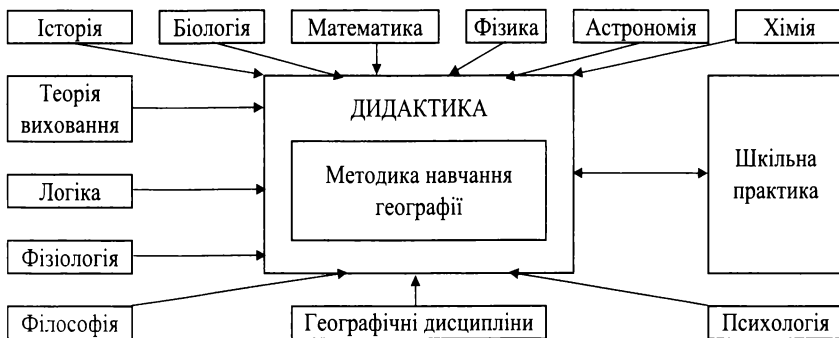 Історія
Біологія
Математика
Фізика
Астрономія
Хімія
Теорія
виховання
ДИДАКТИКА
Методика навчання
географії
Шкільна
практика
Логіка
Фізіологія
Філософія
Географічні дисципліни
Психологія